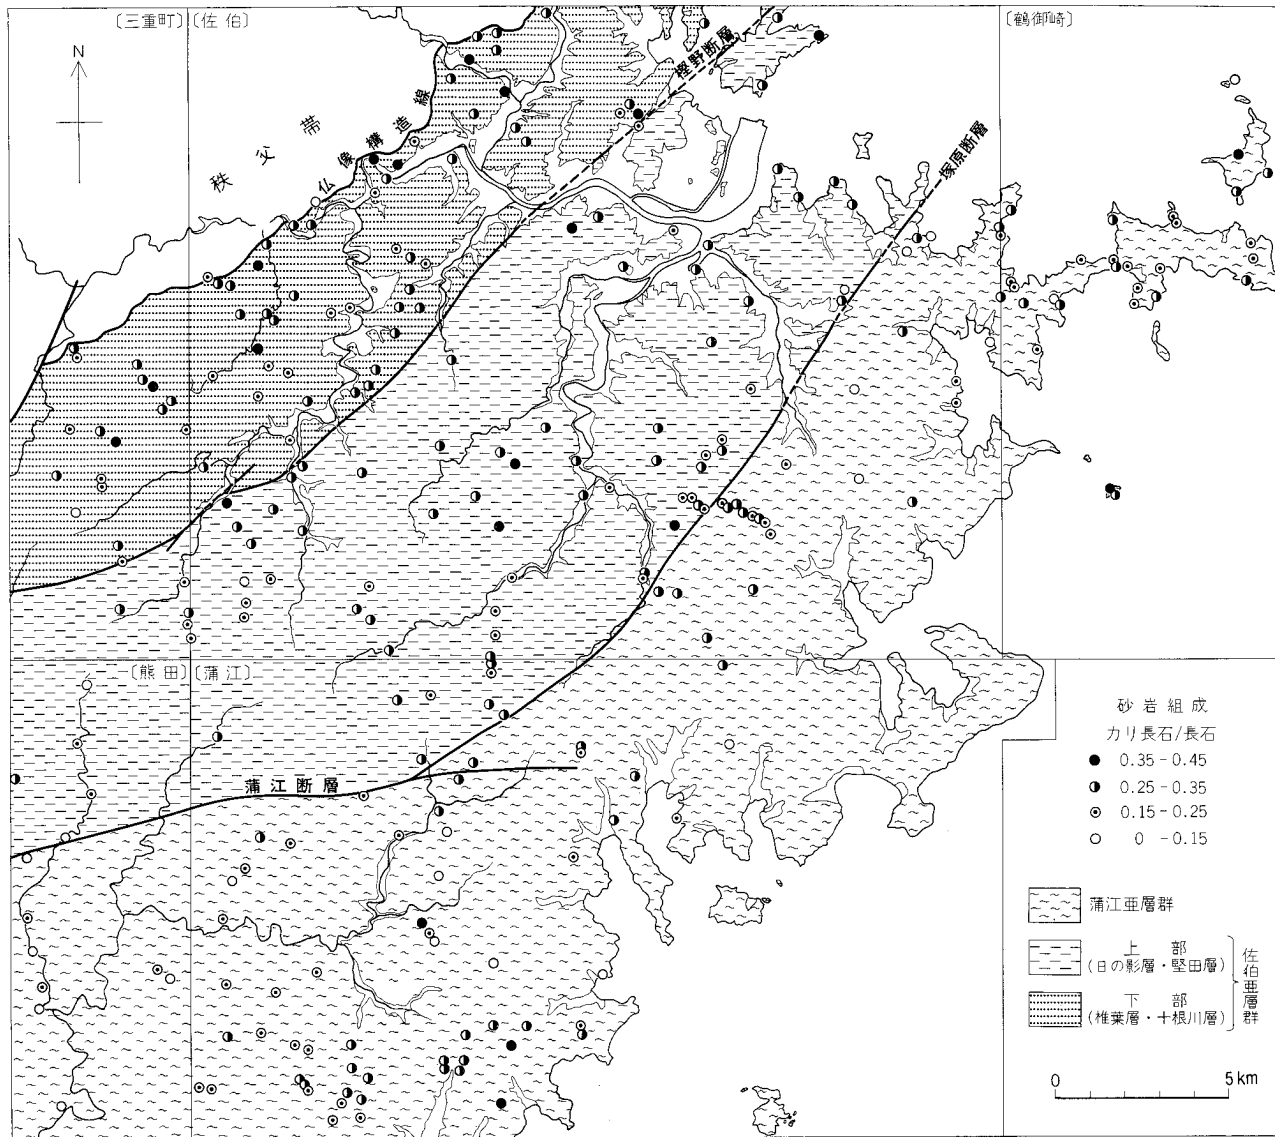 〔三重町〕
〔佐伯〕
〔鶴御崎〕
N
秩父帯
仏像構造線
樫野断層
塚原断層
〔熊田〕
〔蒲江〕
蒲江断層
砂岩組成
カリ長石/長石
0.35-0.45
0.25-0.35
0.15-0.25
0 -0.15
蒲江亜層群
上部
(日の影層・堅田層)
下部
(椎葉層・十根川層)
佐伯亜層群
0 5km